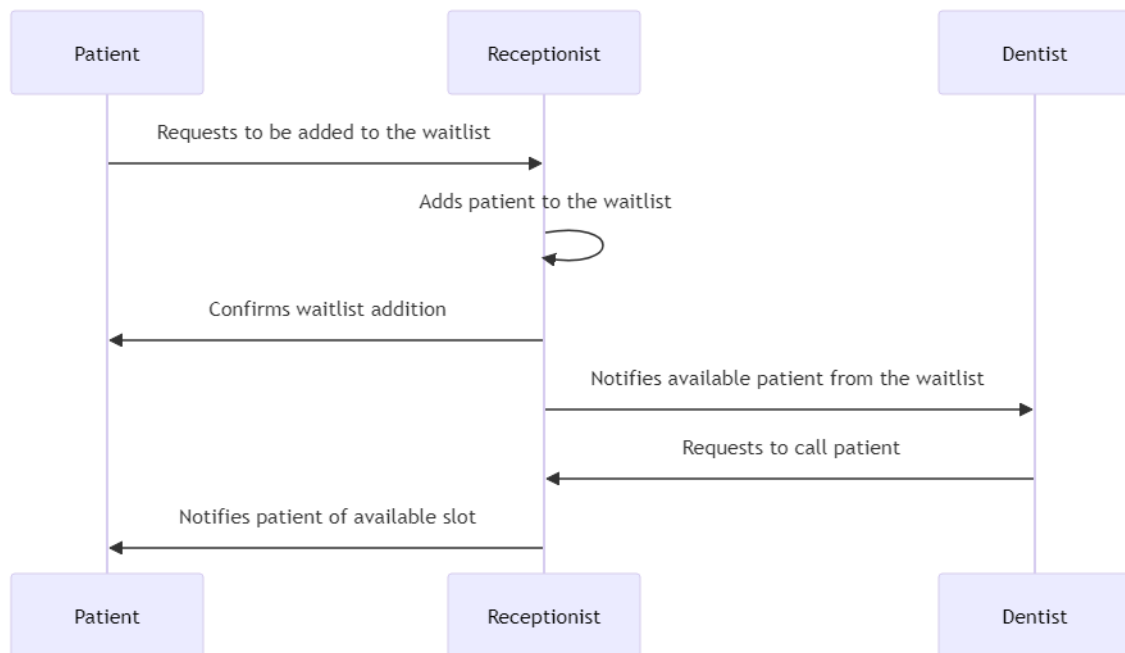 Patient
Receptionist
Dentist
Requests to be added to the waitlist
Adds patient to the waitlist
Confirms waitlist addition
Notifies available patient from the waitlist
Requests to call patient
Notifies patient of available slot
Patient
Receptionist
Dentist